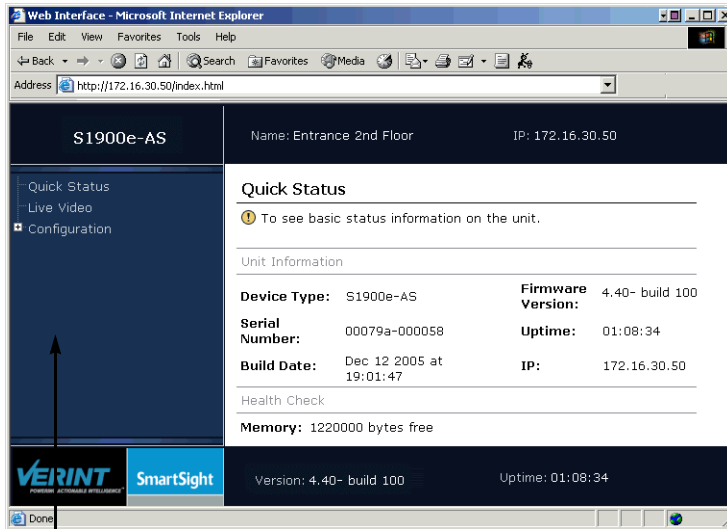 Web Interface - Microsoft Internet Explorer
File Edit View Favorites Tools Help
Back Search Favorites Media
Address http://172.16.30.50/index.html
S1900e-AS
Name: Entrance 2nd Floor IP: 172.16.30.50
Quick Status
Live Video
Configuration
Quick Status
To see basic status information on the unit.
Unit Information
Device Type: S1900e-AS Firmware Version: 4.40- build 100
Serial Number: 00079a-000058 Uptime: 01:08:34
Build Date: Dec 12 2005 at 19:01:47 IP: 172.16.30.50
Health Check
Memory: 1220000 bytes free
VERINT
POWERING ACTIONABLE INTELLIGENCE
SmartSight
Version: 4.40- build 100 Uptime: 01:08:34
Done